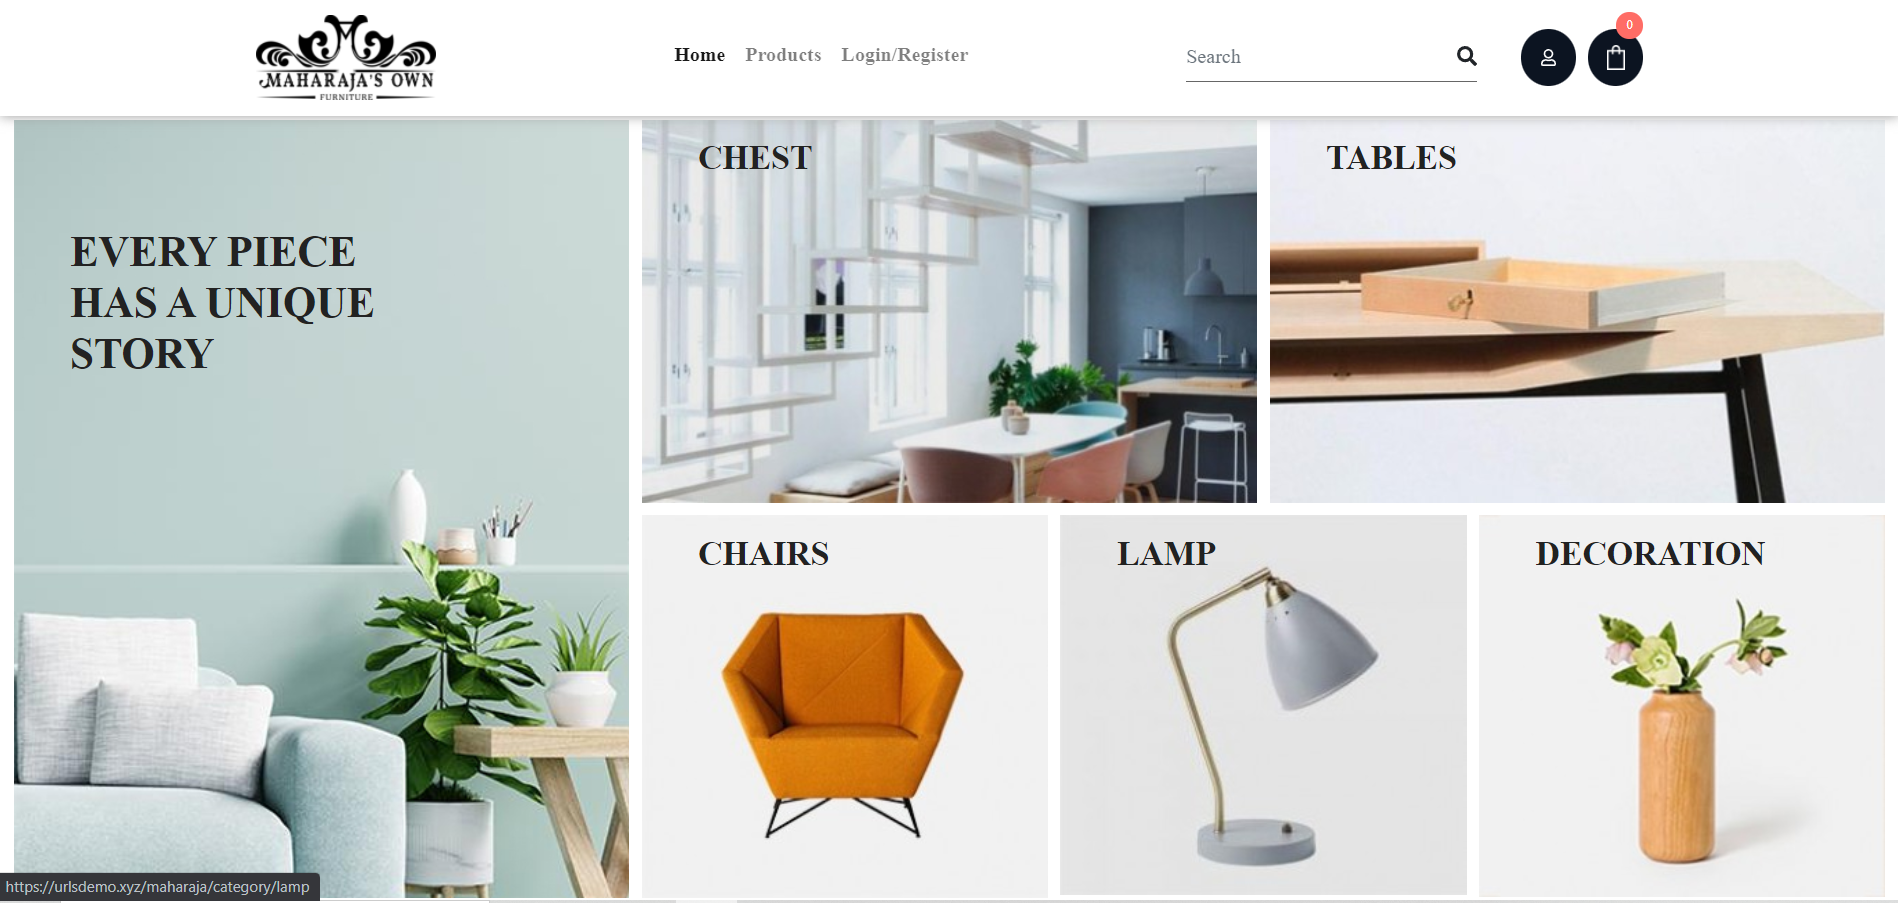 MAHARAJA'S OWN
FURNITURE
Home Products Login/Register
Search
0
EVERY PIECE
HAS A UNIQUE
STORY
CHEST
TABLES
CHAIRS
LAMP
DECORATION
https://urlsdemo.xyz/maharaja/category/lamp